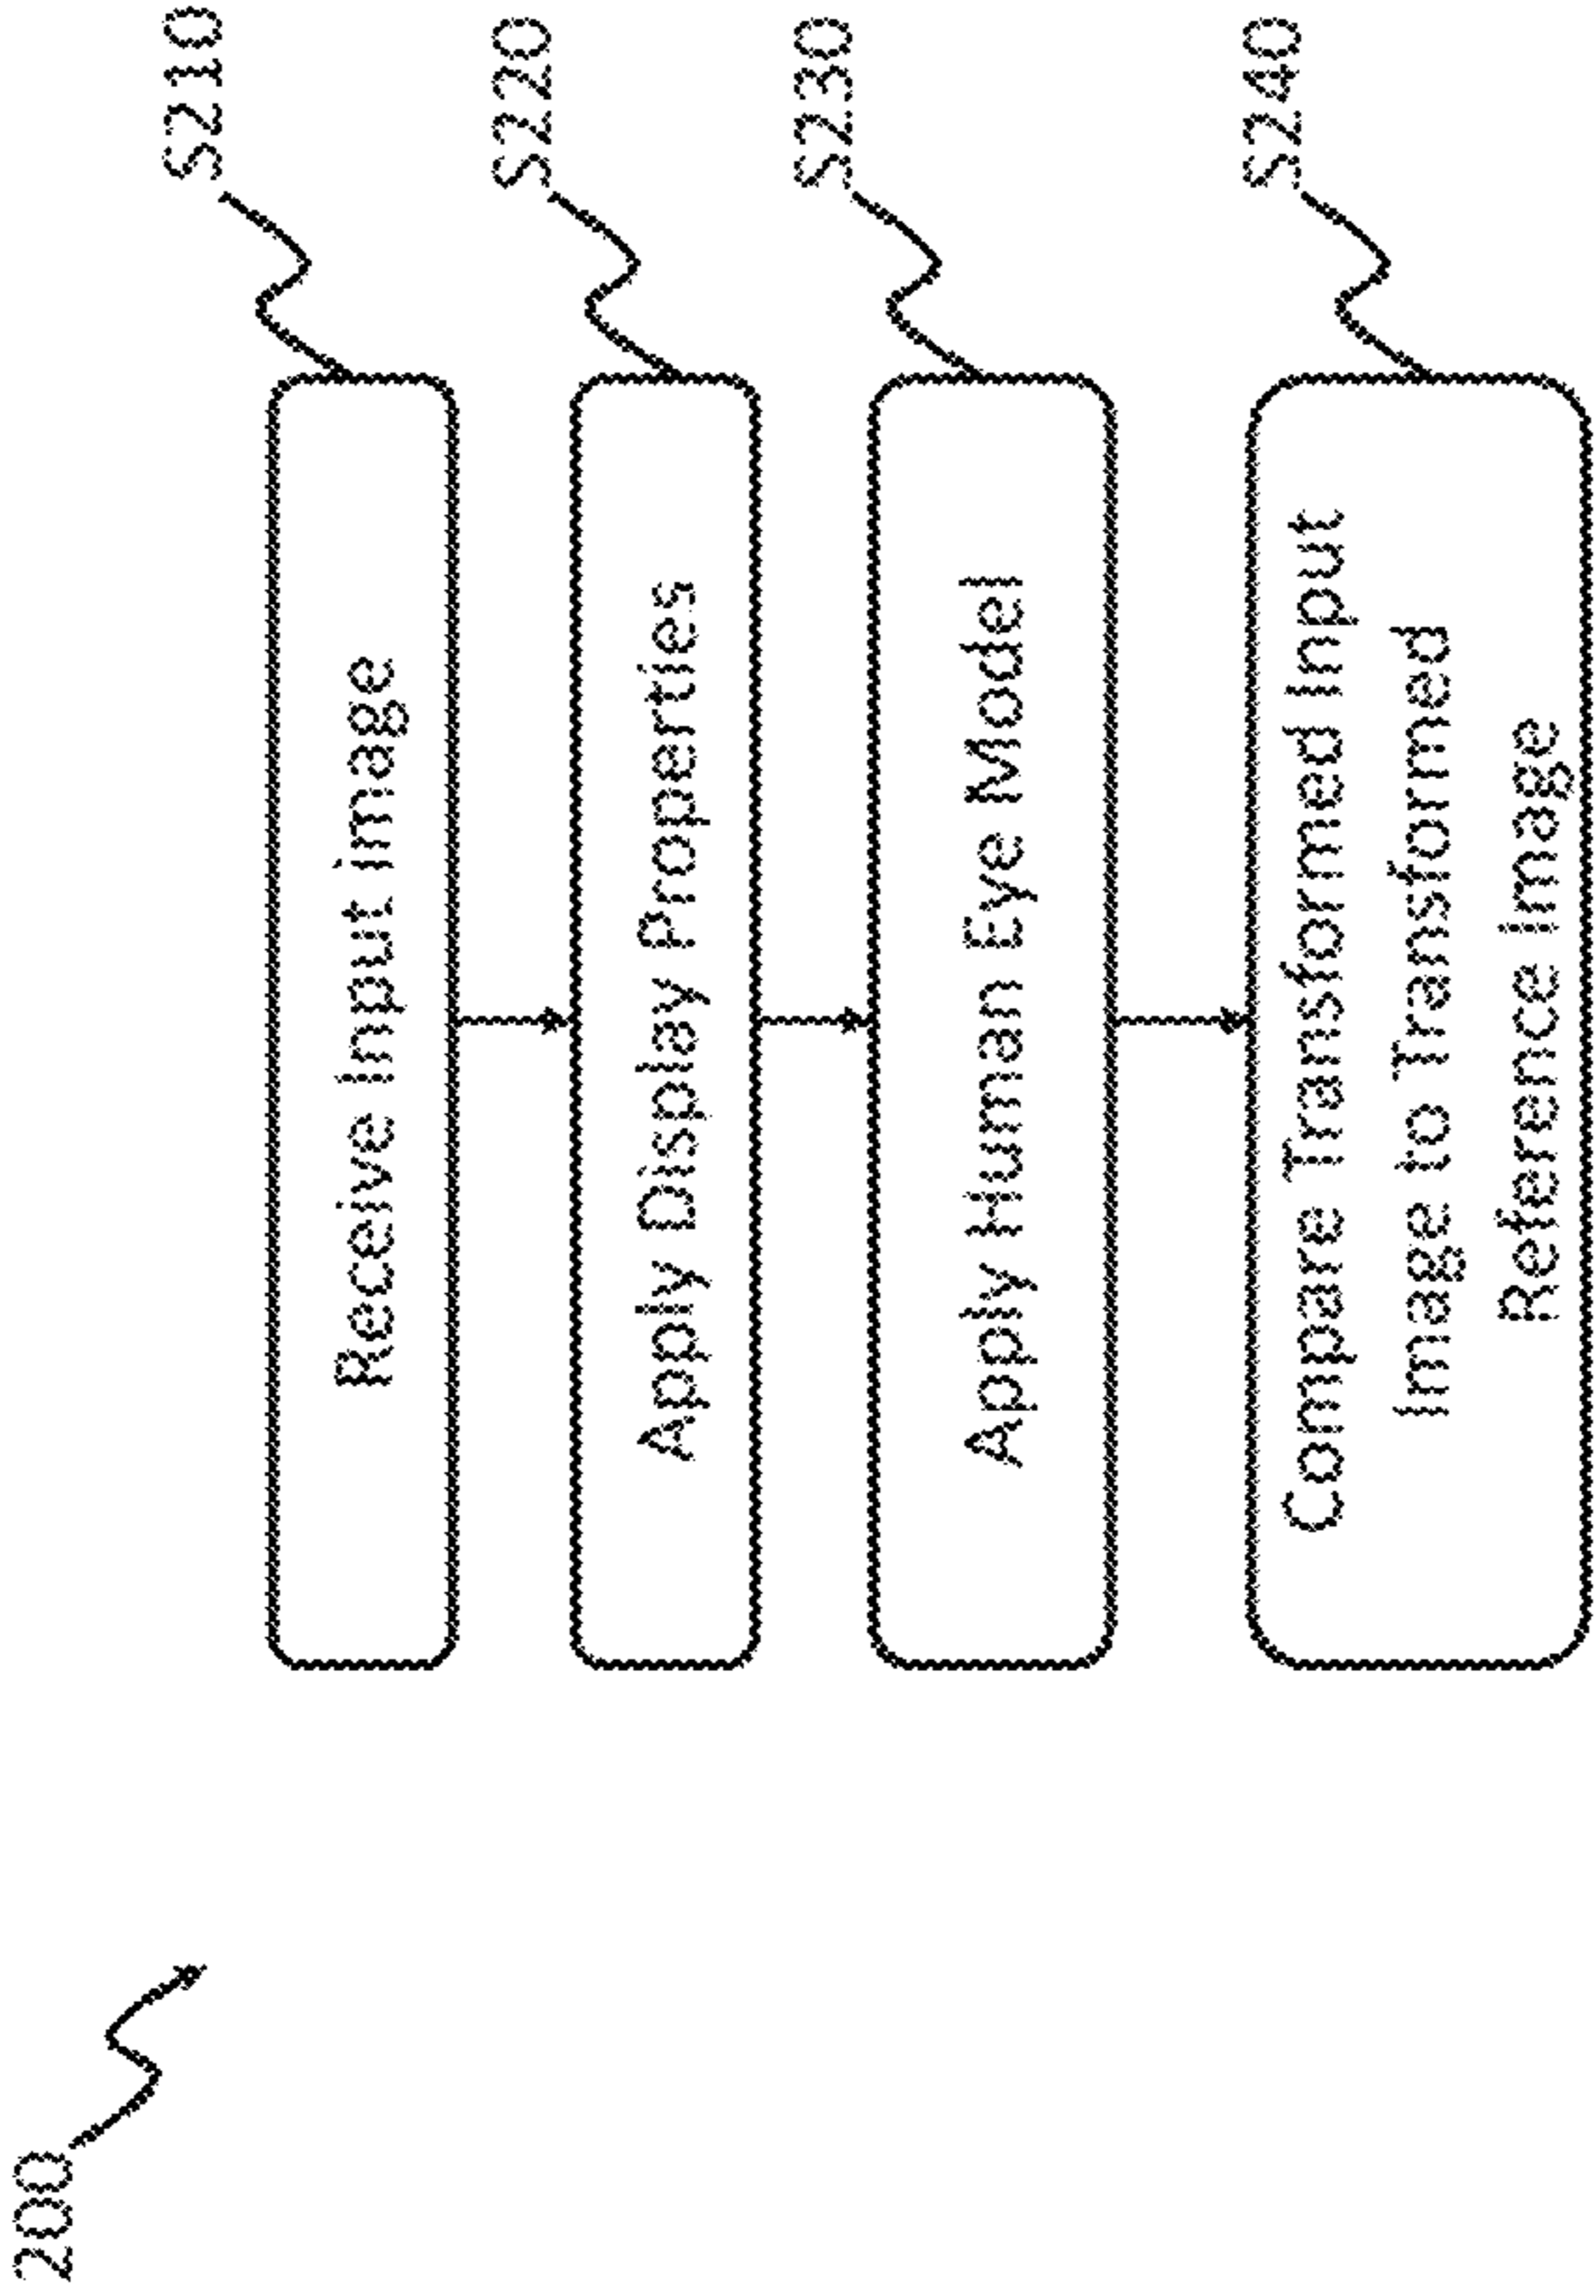 200
S210
Receive Input image
S220
Apply Display Properties
S230
Apply Human Eye Model
S240
Compare Transformed Input
Image to Transformed
Reference Image